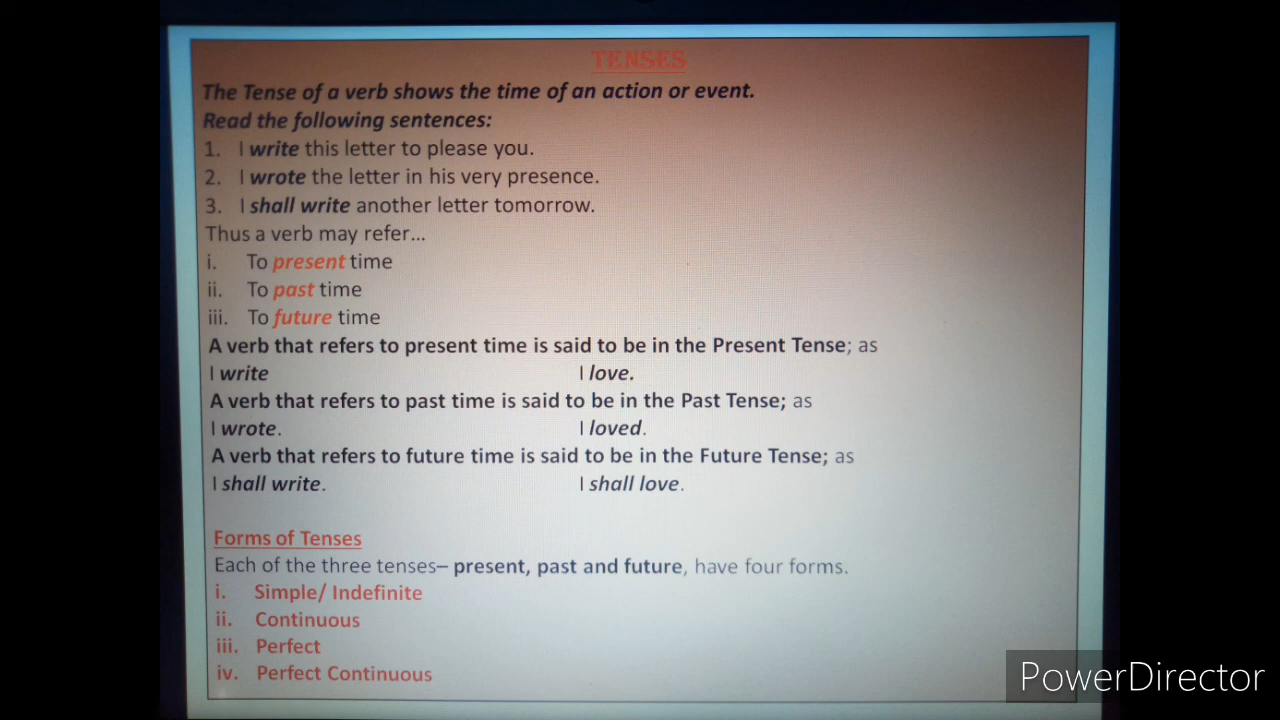 TENSES
The Tense of a verb shows the time of an action or event.
Read the following sentences:
1. I write this letter to please you.
2. I wrote the letter in his very presence.
3. I shall write another letter tomorrow.
Thus a verb may refer...
i. To present time
ii. To past time
iii. To future time
A verb that refers to present time is said to be in the Present Tense; as
I write I love.
A verb that refers to past time is said to be in the Past Tense; as
I wrote. I loved.
A verb that refers to future time is said to be in the Future Tense; as
I shall write. I shall love.
Forms of Tenses
Each of the three tenses– present, past and future, have four forms.
i. Simple/ Indefinite
ii. Continuous
iii. Perfect
iv. Perfect Continuous
PowerDirector